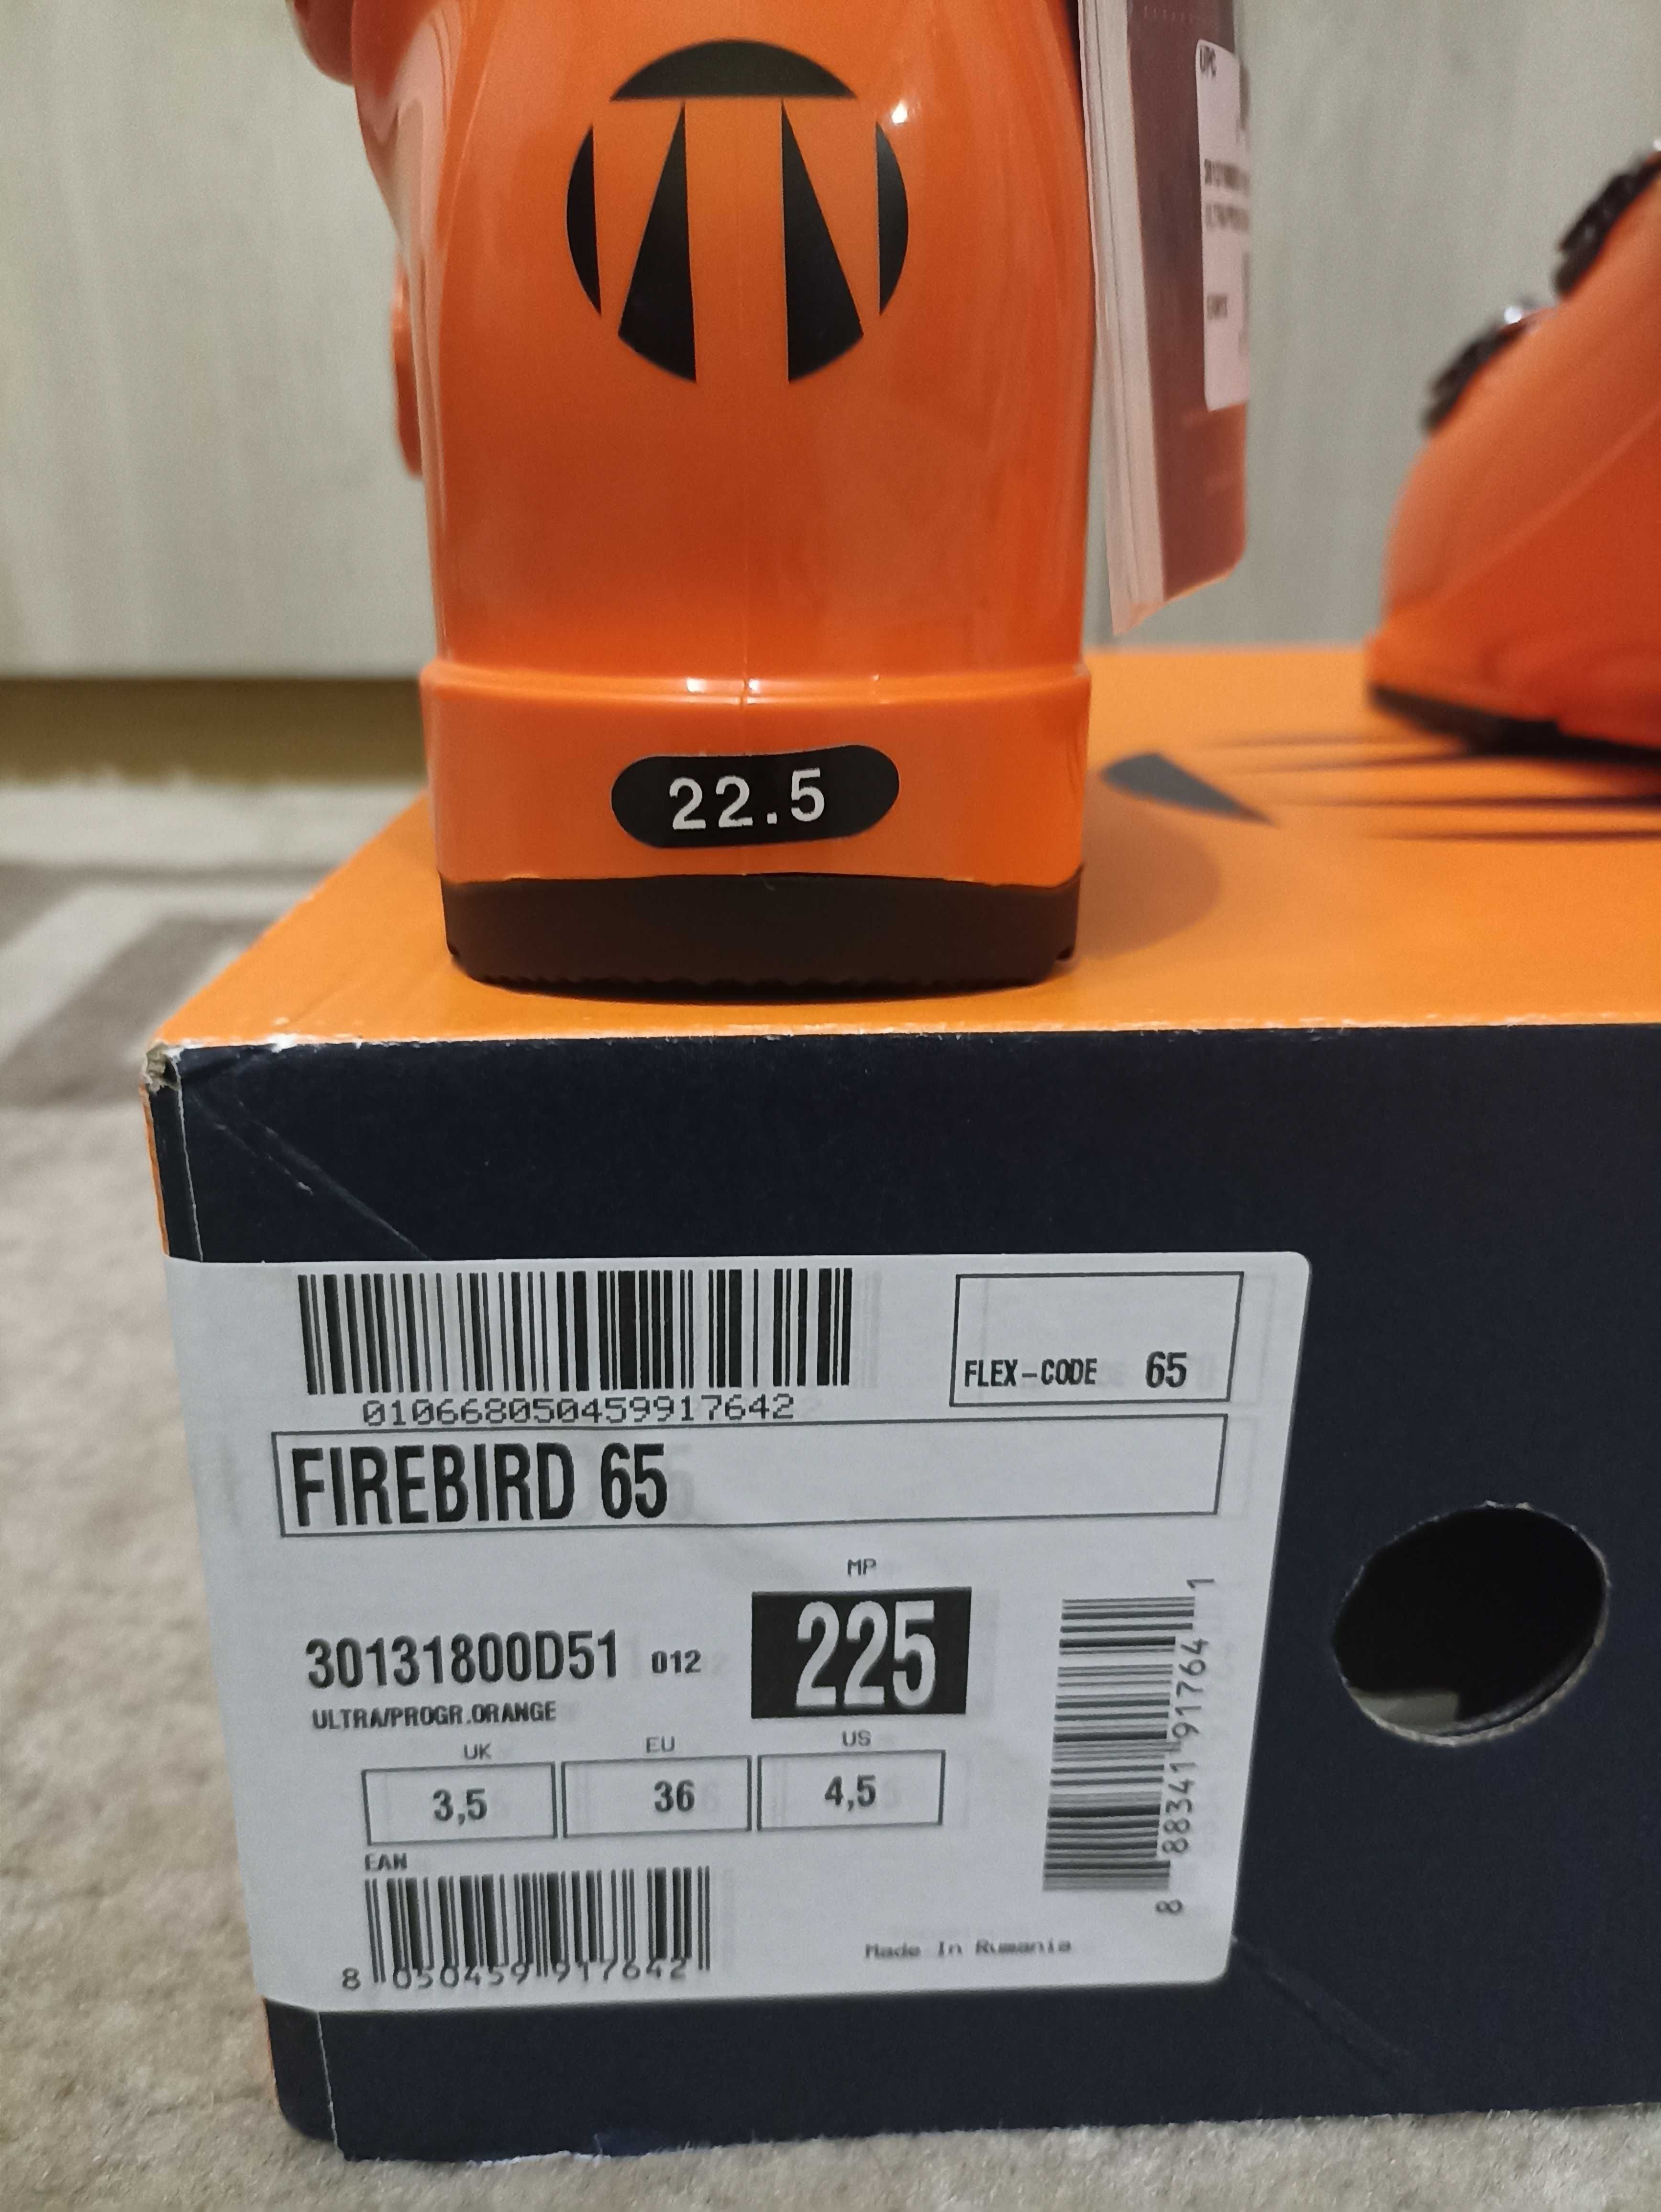 UPC
22.5
010668050459917642
FLEX-CODE 65
FIREBIRD 65
MP
30131800D51 012 225
ULTRA/PROGR.ORANGE
UK EU US
3,5 36 4,5
EAN
8 050459 917642
8 88341 91764 1
Made In Rumania